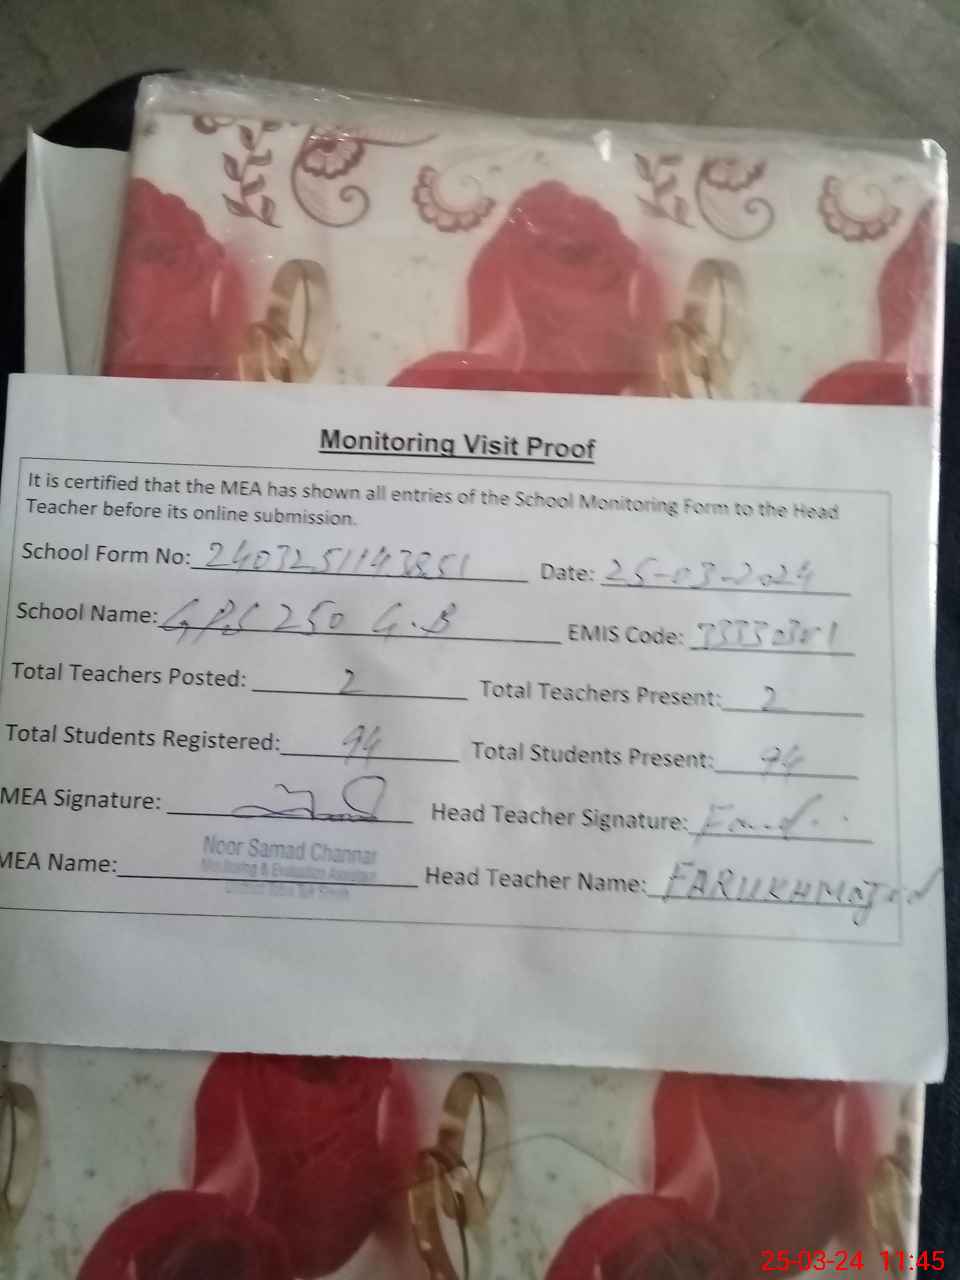 Monitoring Visit Proof
It is certified that the MEA has shown all entries of the School Monitoring Form to the Head
Teacher before its online submission.
School Form No: Date: 25-03-2024
School Name: GPS 250 G.B EMIS Code:
Total Teachers Posted: 2 Total Teachers Present: 2
Total Students Registered: 94 Total Students Present: 94
MEA Signature: Head Teacher Signature:
MEA Name: Noor Samad Channar Head Teacher Name: FARUKH
Monitoring & Evaluation Assistant
25-03-24 11:45